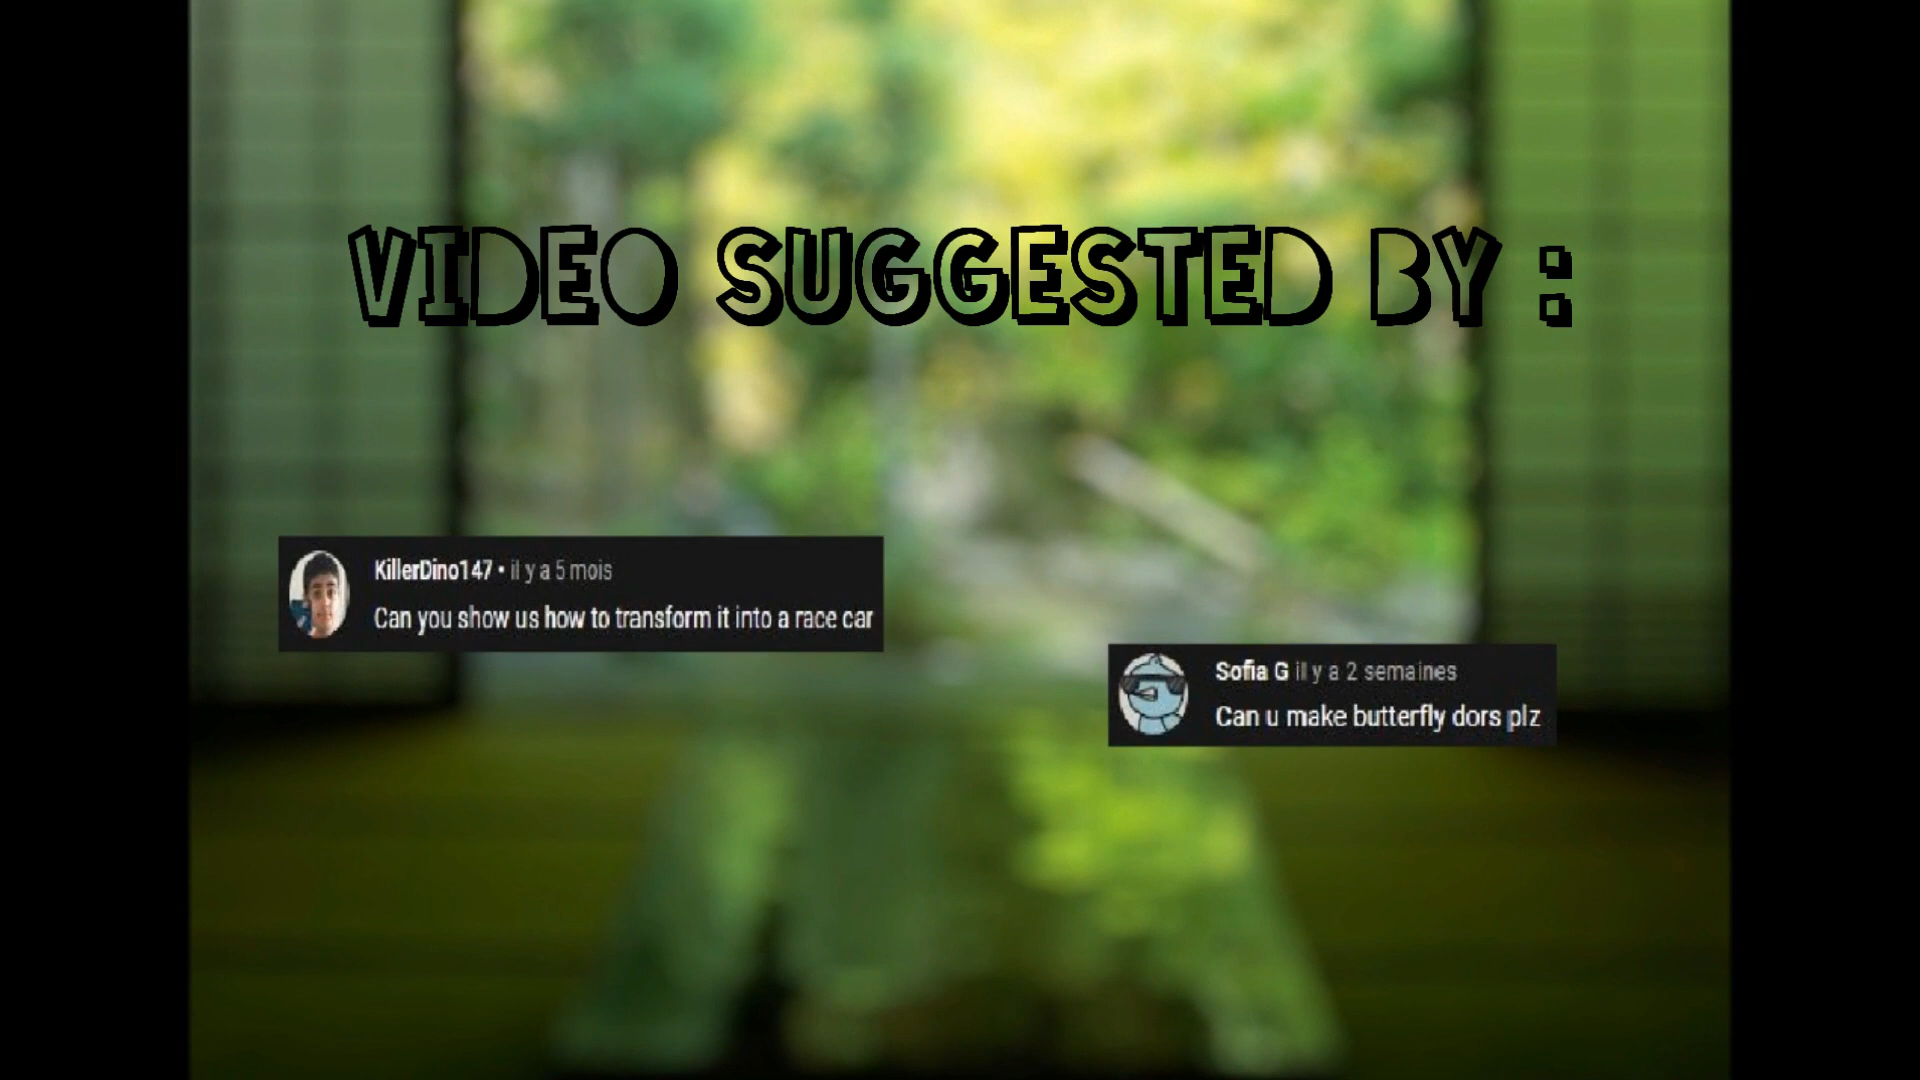 VIDEO SUGGESTED BY :
KillerDino147 • il y a 5 mois
Can you show us how to transform it into a race car
Sofia G il y a 2 semaines
Can u make butterfly dors plz